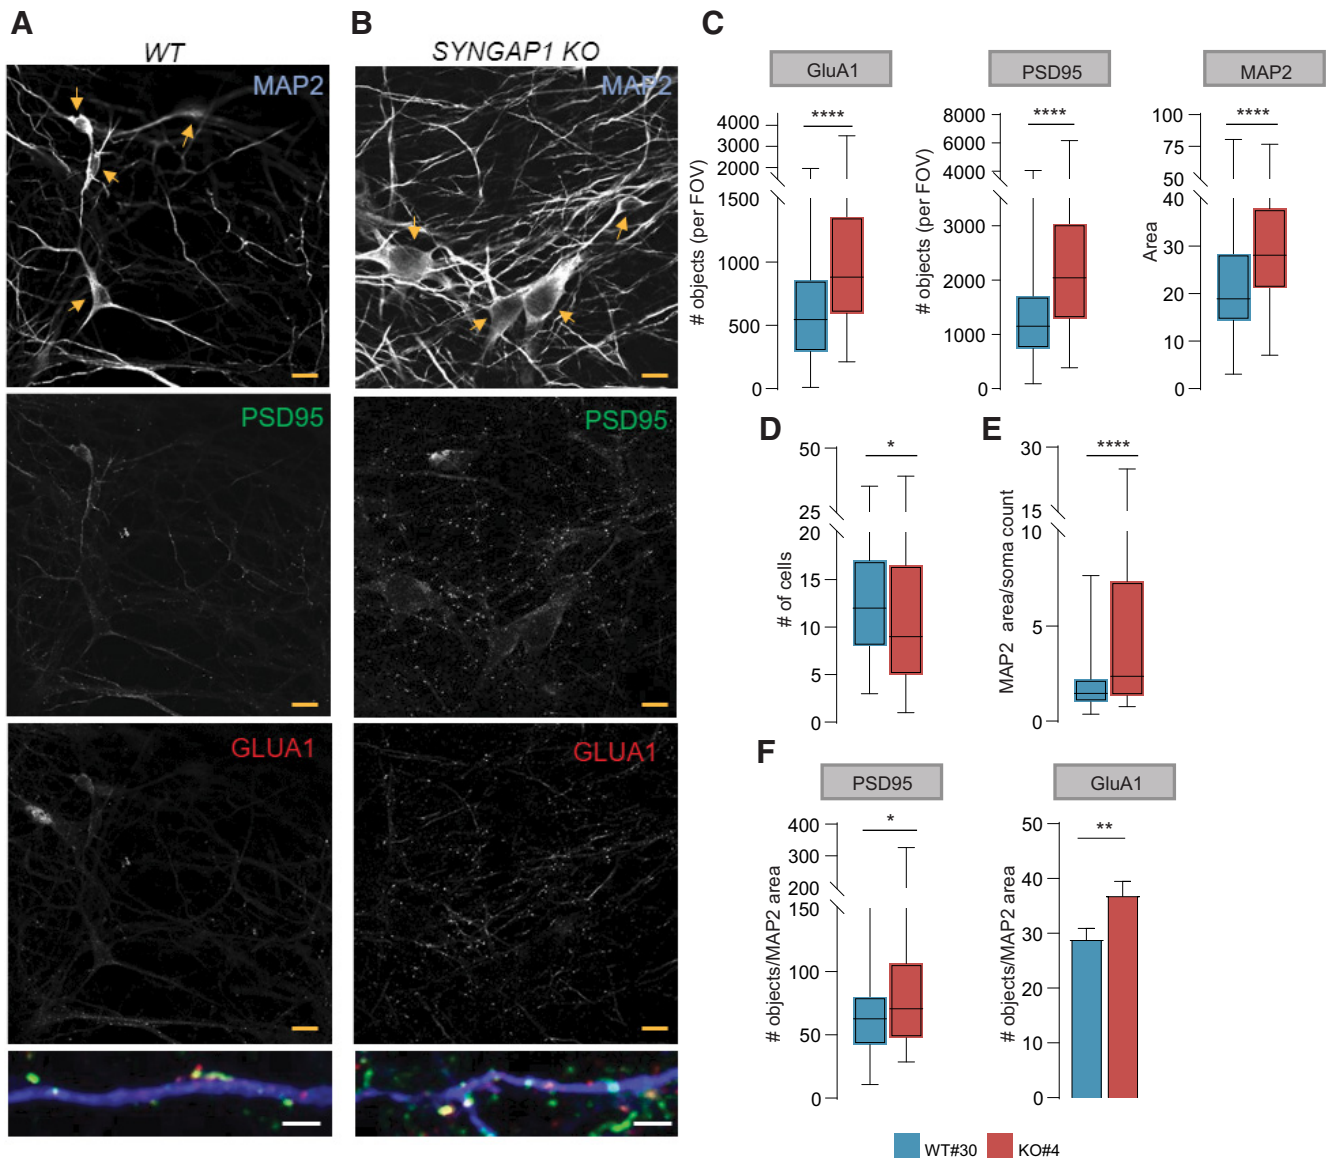 A
B
C
WT
SYNGAP1 KO
MAP2
MAP2
PSD95
PSD95
GLUA1
GLUA1
GluA1
PSD95
MAP2
****
****
****
# objects (per FOV)
4000
3000
2000
1500
1000
500
0
# objects (per FOV)
8000
6000
4000
3000
2000
1000
0
Area
100
75
50
40
30
20
10
0
D
*
# of cells
50
25
20
15
10
5
0
E
****
MAP2 area/soma count
30
15
10
5
0
F
PSD95
GluA1
*
# objects/MAP2 area
400
300
200
150
100
50
0
**
# objects/MAP2 area
50
40
30
20
10
0
WT#30
KO#4